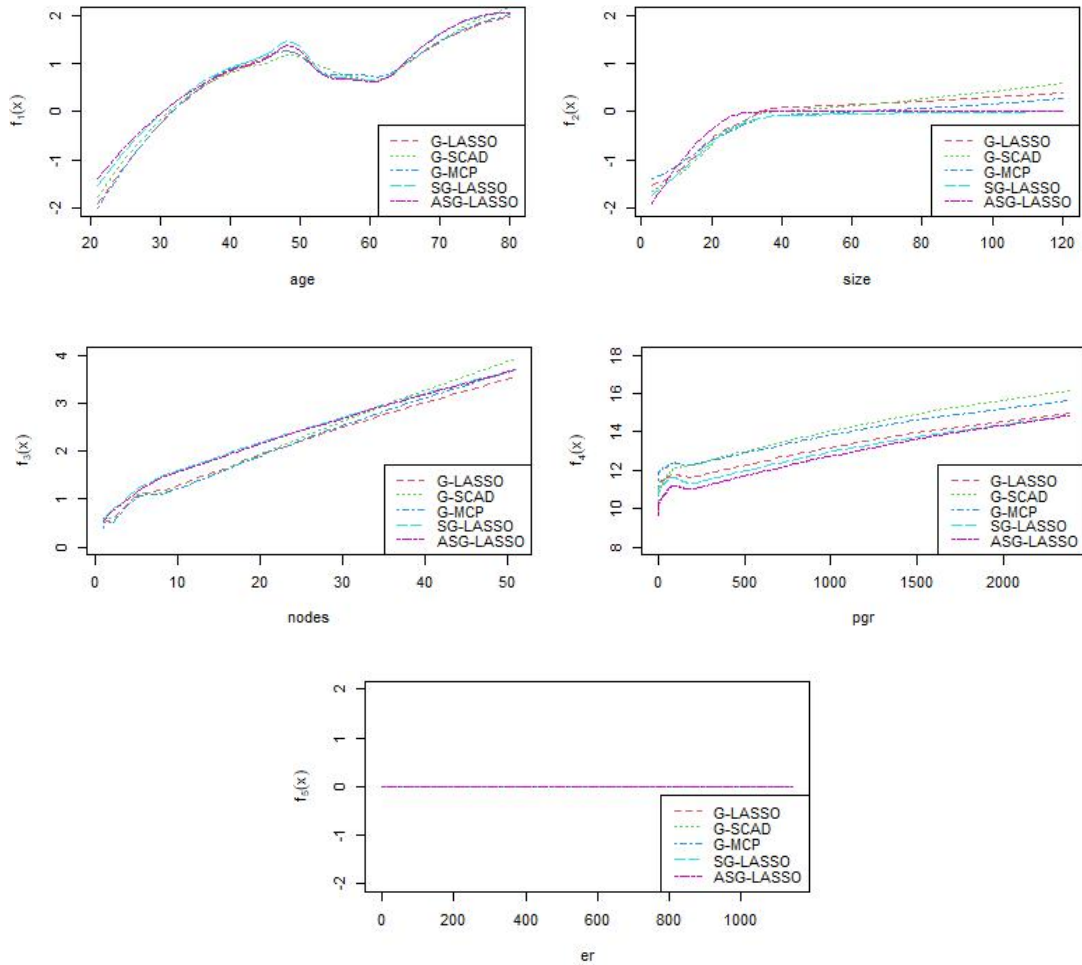 f₁(x)
2
1
0
-1
-2
G-LASSO
G-SCAD
G-MCP
SG-LASSO
ASG-LASSO
20 30 40 50 60 70 80
age
f₂(x)
2
1
0
-1
-2
G-LASSO
G-SCAD
G-MCP
SG-LASSO
ASG-LASSO
0 20 40 60 80 100 120
size
f₃(x)
4
3
2
1
0
G-LASSO
G-SCAD
G-MCP
SG-LASSO
ASG-LASSO
0 10 20 30 40 50
nodes
f₄(x)
18
16
14
12
10
8
G-LASSO
G-SCAD
G-MCP
SG-LASSO
ASG-LASSO
0 500 1000 1500 2000
pgr
f₅(x)
2
1
0
-1
-2
G-LASSO
G-SCAD
G-MCP
SG-LASSO
ASG-LASSO
0 200 400 600 800 1000
er